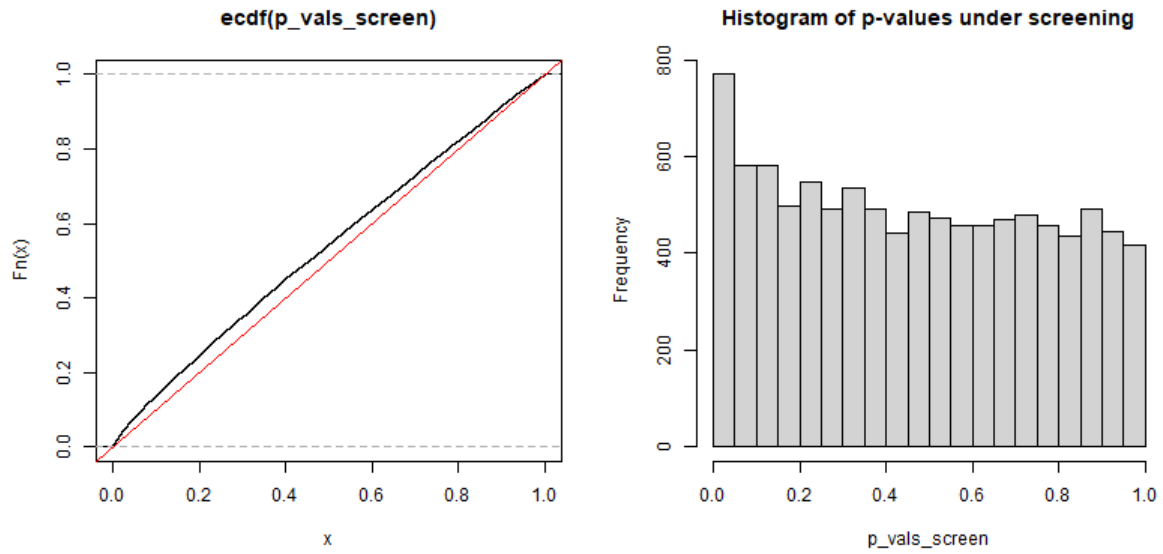 ecdf(p_vals_screen)
Fn(x)
1.0
0.8
0.6
0.4
0.2
0.0
0.0 0.2 0.4 0.6 0.8 1.0
x
Histogram of p-values under screening
Frequency
800
600
400
200
0
0.0 0.2 0.4 0.6 0.8 1.0
p_vals_screen